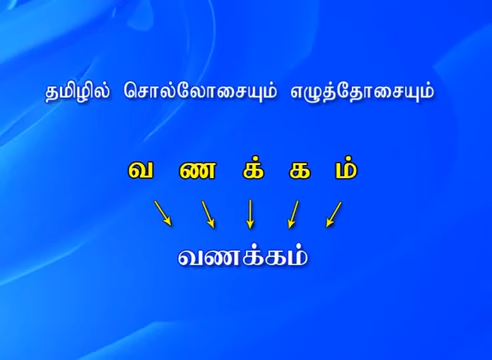 தமிழில் சொல்லோசையும் எழுத்தோசையும்
வ ண க் க ம்
வணக்கம்